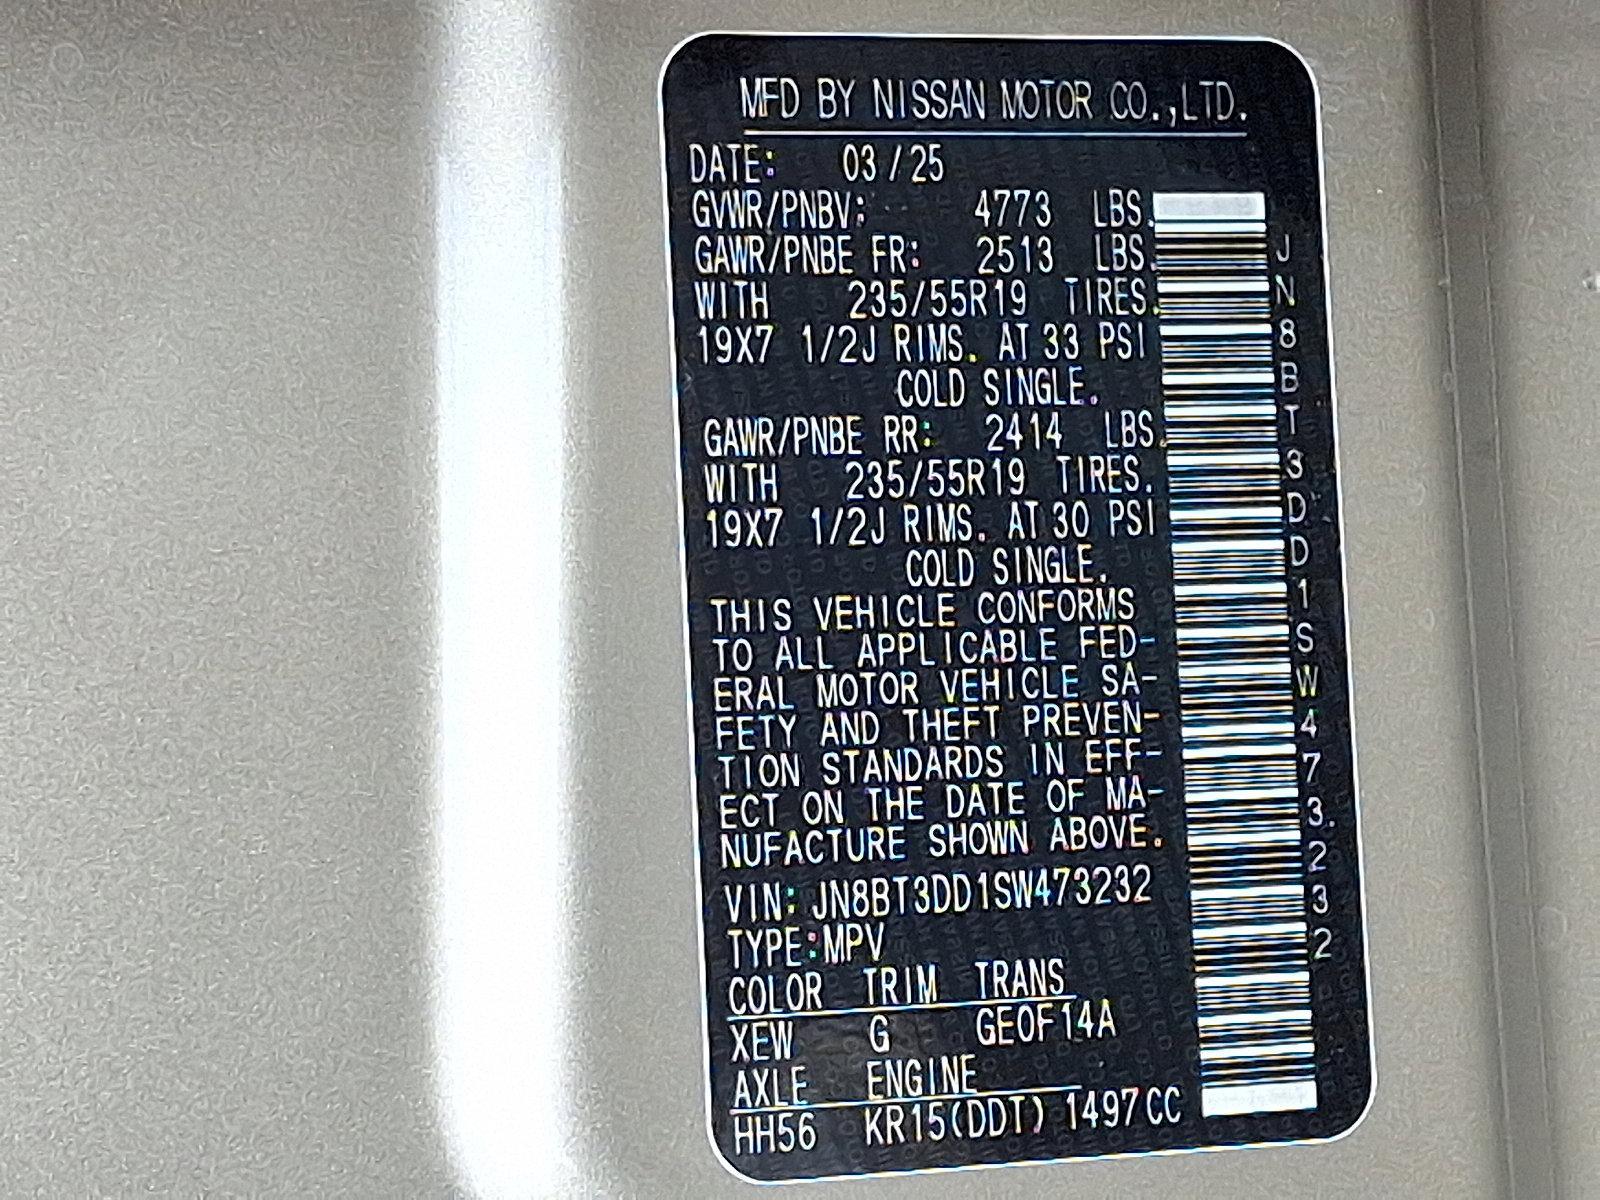 MFD BY NISSAN MOTOR CO.,LTD.
DATE: 03/25
GVWR/PNBV: 4773 LBS.
GAWR/PNBE FR: 2513 LBS.
WITH 235/55R19 TIRES.
19X7 1/2J RIMS. AT 33 PSI
COLD SINGLE.
GAWR/PNBE RR: 2414 LBS.
WITH 235/55R19 TIRES.
19X7 1/2J RIMS. AT 30 PSI
COLD SINGLE.
THIS VEHICLE CONFORMS
TO ALL APPLICABLE FED-
ERAL MOTOR VEHICLE SA-
FETY AND THEFT PREVEN-
TION STANDARDS IN EFF-
ECT ON THE DATE OF MA-
NUFACTURE SHOWN ABOVE.
VIN: JN8BT3DD1SW473232
TYPE:MPV
COLOR TRIM TRANS
XEW G GE0F14A
AXLE ENGINE
HH56 KR15(DDT) 1497CC
JN8BT3DD1SW473232